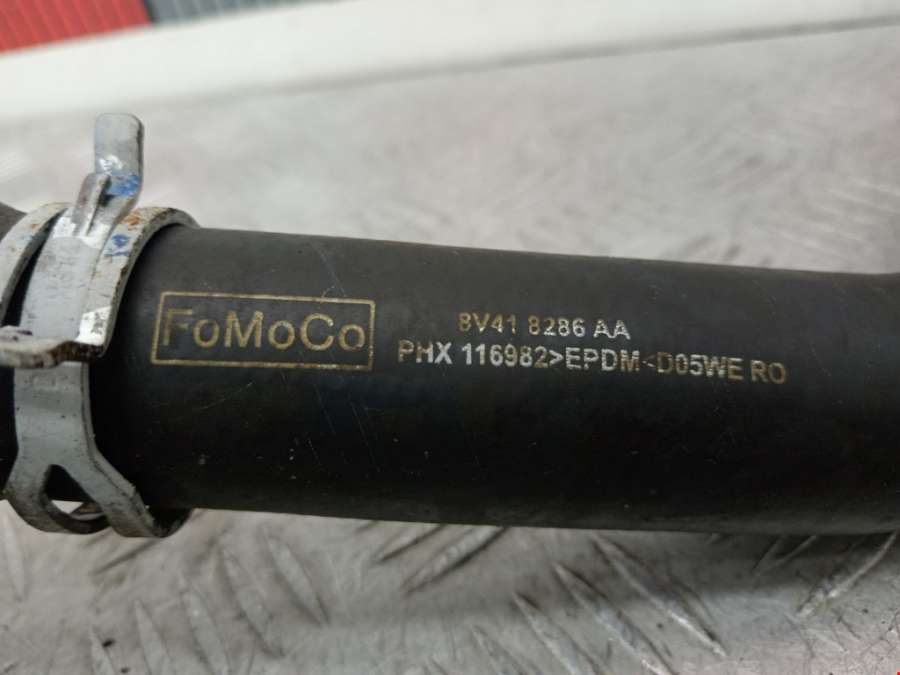 FoMoCo
8V41 8286 AA
PHX 116982>EPDM<D05WE RO